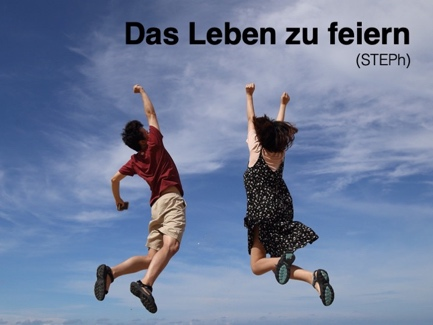 Das Leben zu feiern
(STEPh)